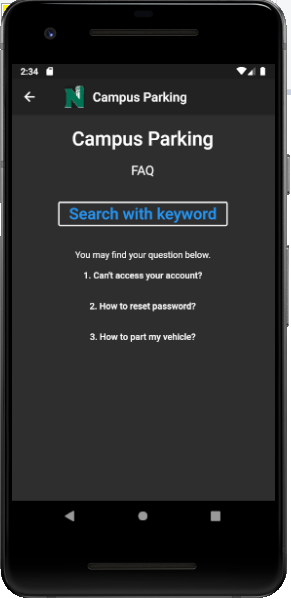 2:34
N Campus Parking
Campus Parking
FAQ
Search with keyword
You may find your question below.
1. Can't access your account?
2. How to reset password?
3. How to part my vehicle?